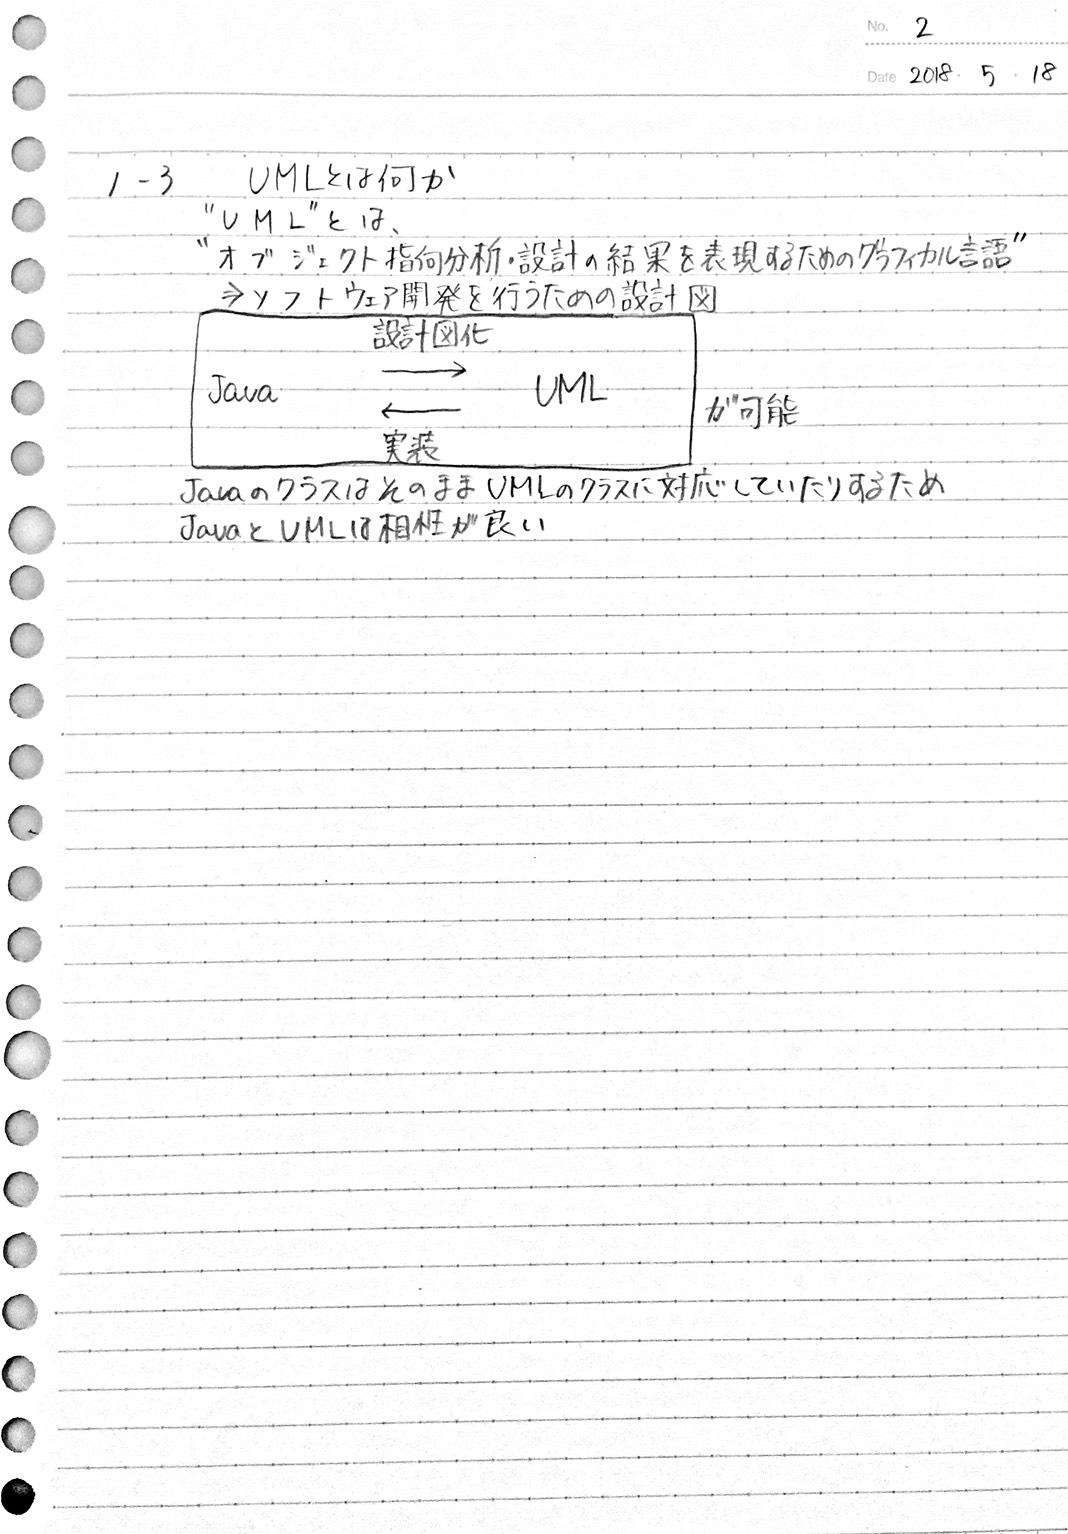 No. 2
Date 2018・5・18
1-3 UMLとは何か
"UML"とは、
"オブジェクト指向分析・設計の結果を表現するためのグラフィカル言語"
⇒ソフトウェア開発を行うための設計図
設計図化
→
Java UML
←
が可能
実装
JavaのクラスはそのままUMLのクラスに対応していたりするため
JavaとUMLは相性が良い